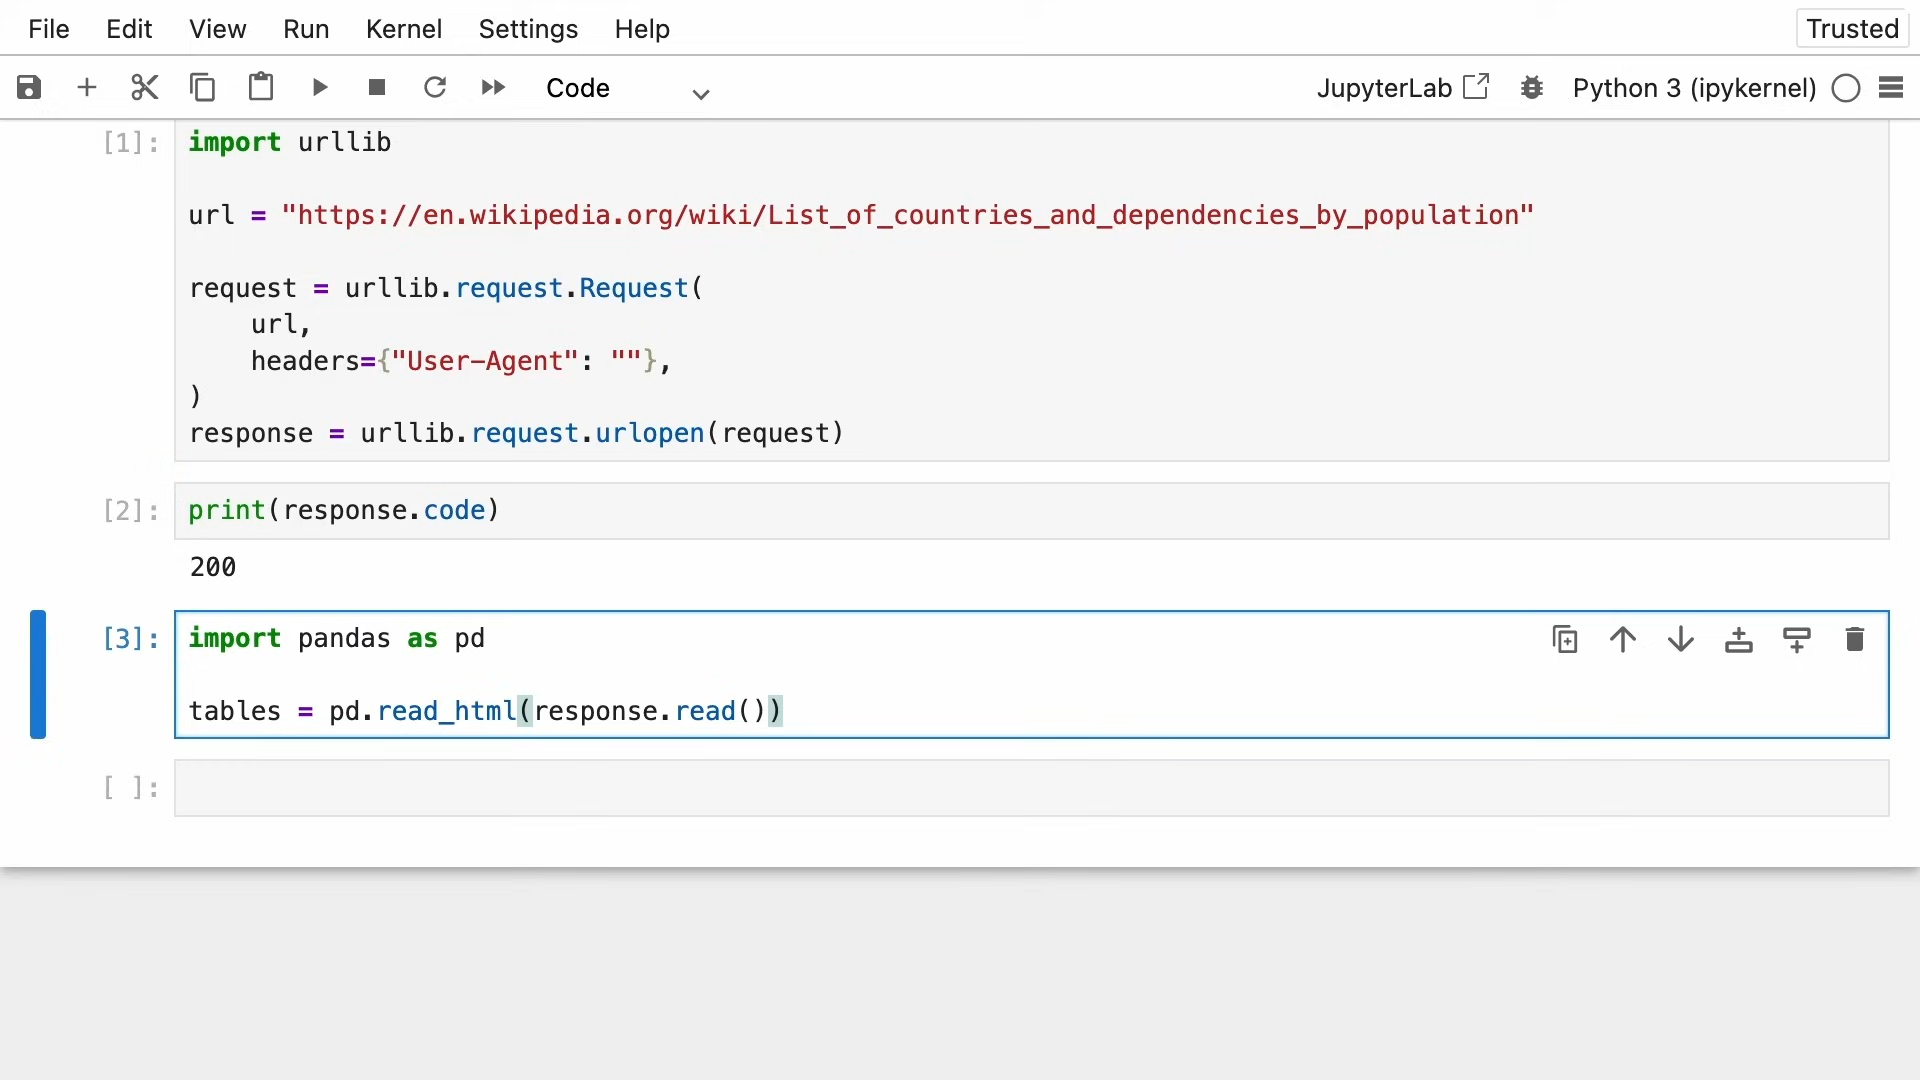 File Edit View Run Kernel Settings Help Trusted
Code JupyterLab Python 3 (ipykernel)
[1]: import urllib
url = "https://en.wikipedia.org/wiki/List_of_countries_and_dependencies_by_population"
request = urllib.request.Request(
    url,
    headers={"User-Agent": ""},
)
response = urllib.request.urlopen(request)
[2]: print(response.code)
200
[3]: import pandas as pd
tables = pd.read_html(response.read())
[ ]: